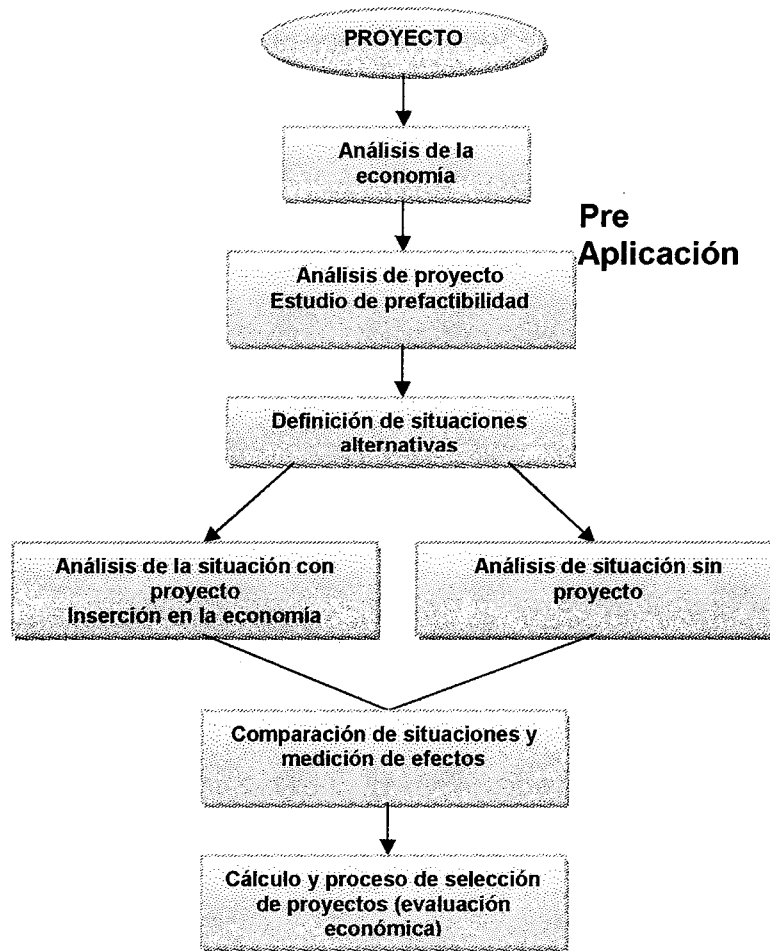 PROYECTO
Análisis de la
economía
Pre
Aplicación
Análisis de proyecto
Estudio de prefactibilidad
Definición de situaciones
alternativas
Análisis de la situación con
proyecto
Inserción en la economía
Análisis de situación sin
proyecto
Comparación de situaciones y
medición de efectos
Cálculo y proceso de selección
de proyectos (evaluación
económica)